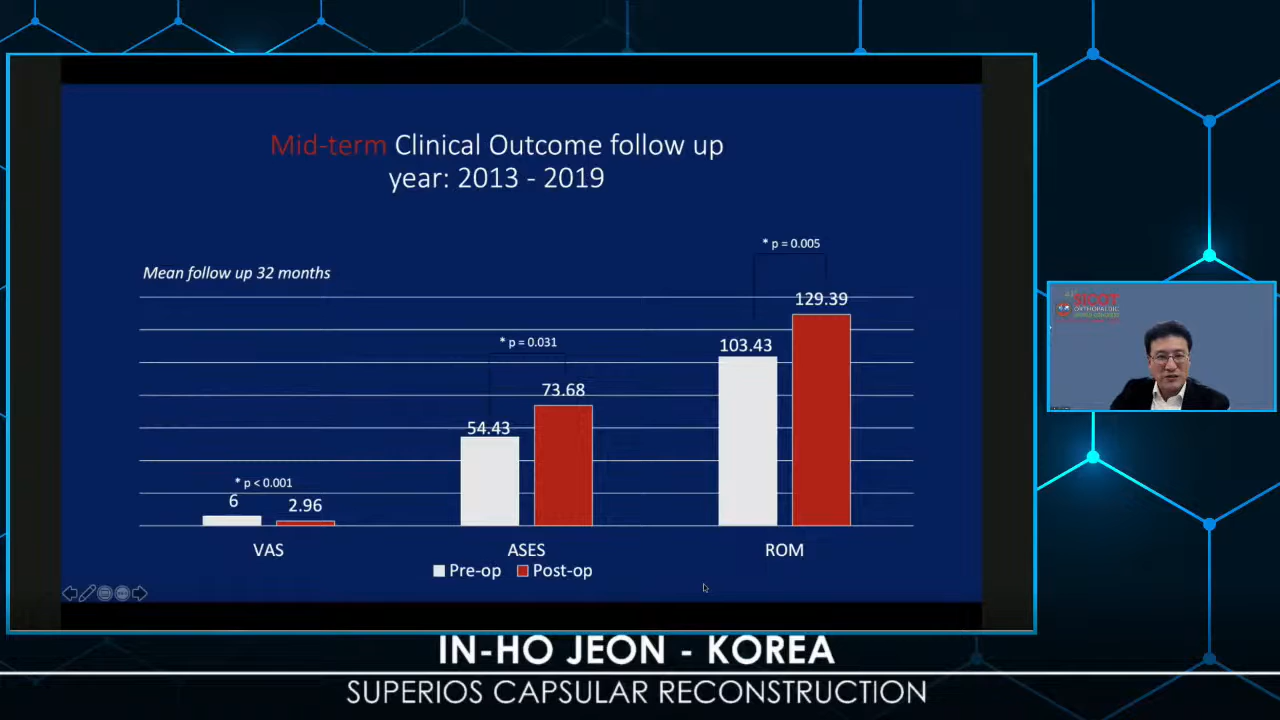 Mid-term Clinical Outcome follow up
year: 2013 - 2019
Mean follow up 32 months
* p = 0.005
129.39
103.43
* p = 0.031
73.68
54.43
* p < 0.001
6
2.96
VAS
ASES
ROM
Pre-op
Post-op
SICOT
ORTHOPAEDIC
IN-HO JEON - KOREA
SUPERIOS CAPSULAR RECONSTRUCTION